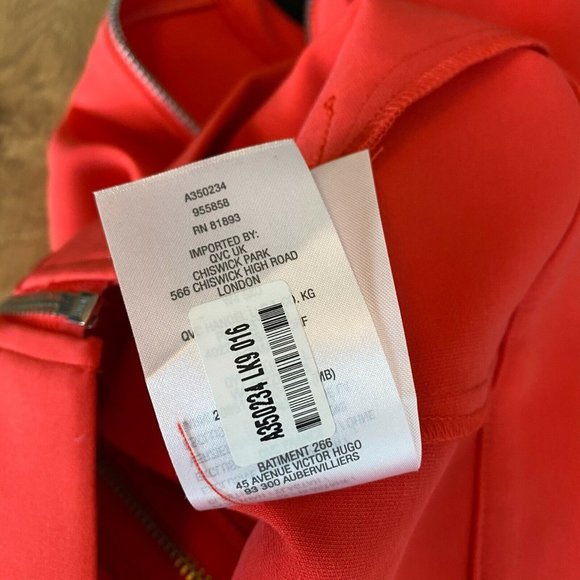 A350234
955858
RN 81893
IMPORTED BY:
QVC UK
CHISWICK PARK
566 CHISWICK HIGH ROAD
LONDON
KG
A350234 LK9 016
BATIMENT 266
45 AVENUE VICTOR HUGO
93 300 AUBERVILLIERS